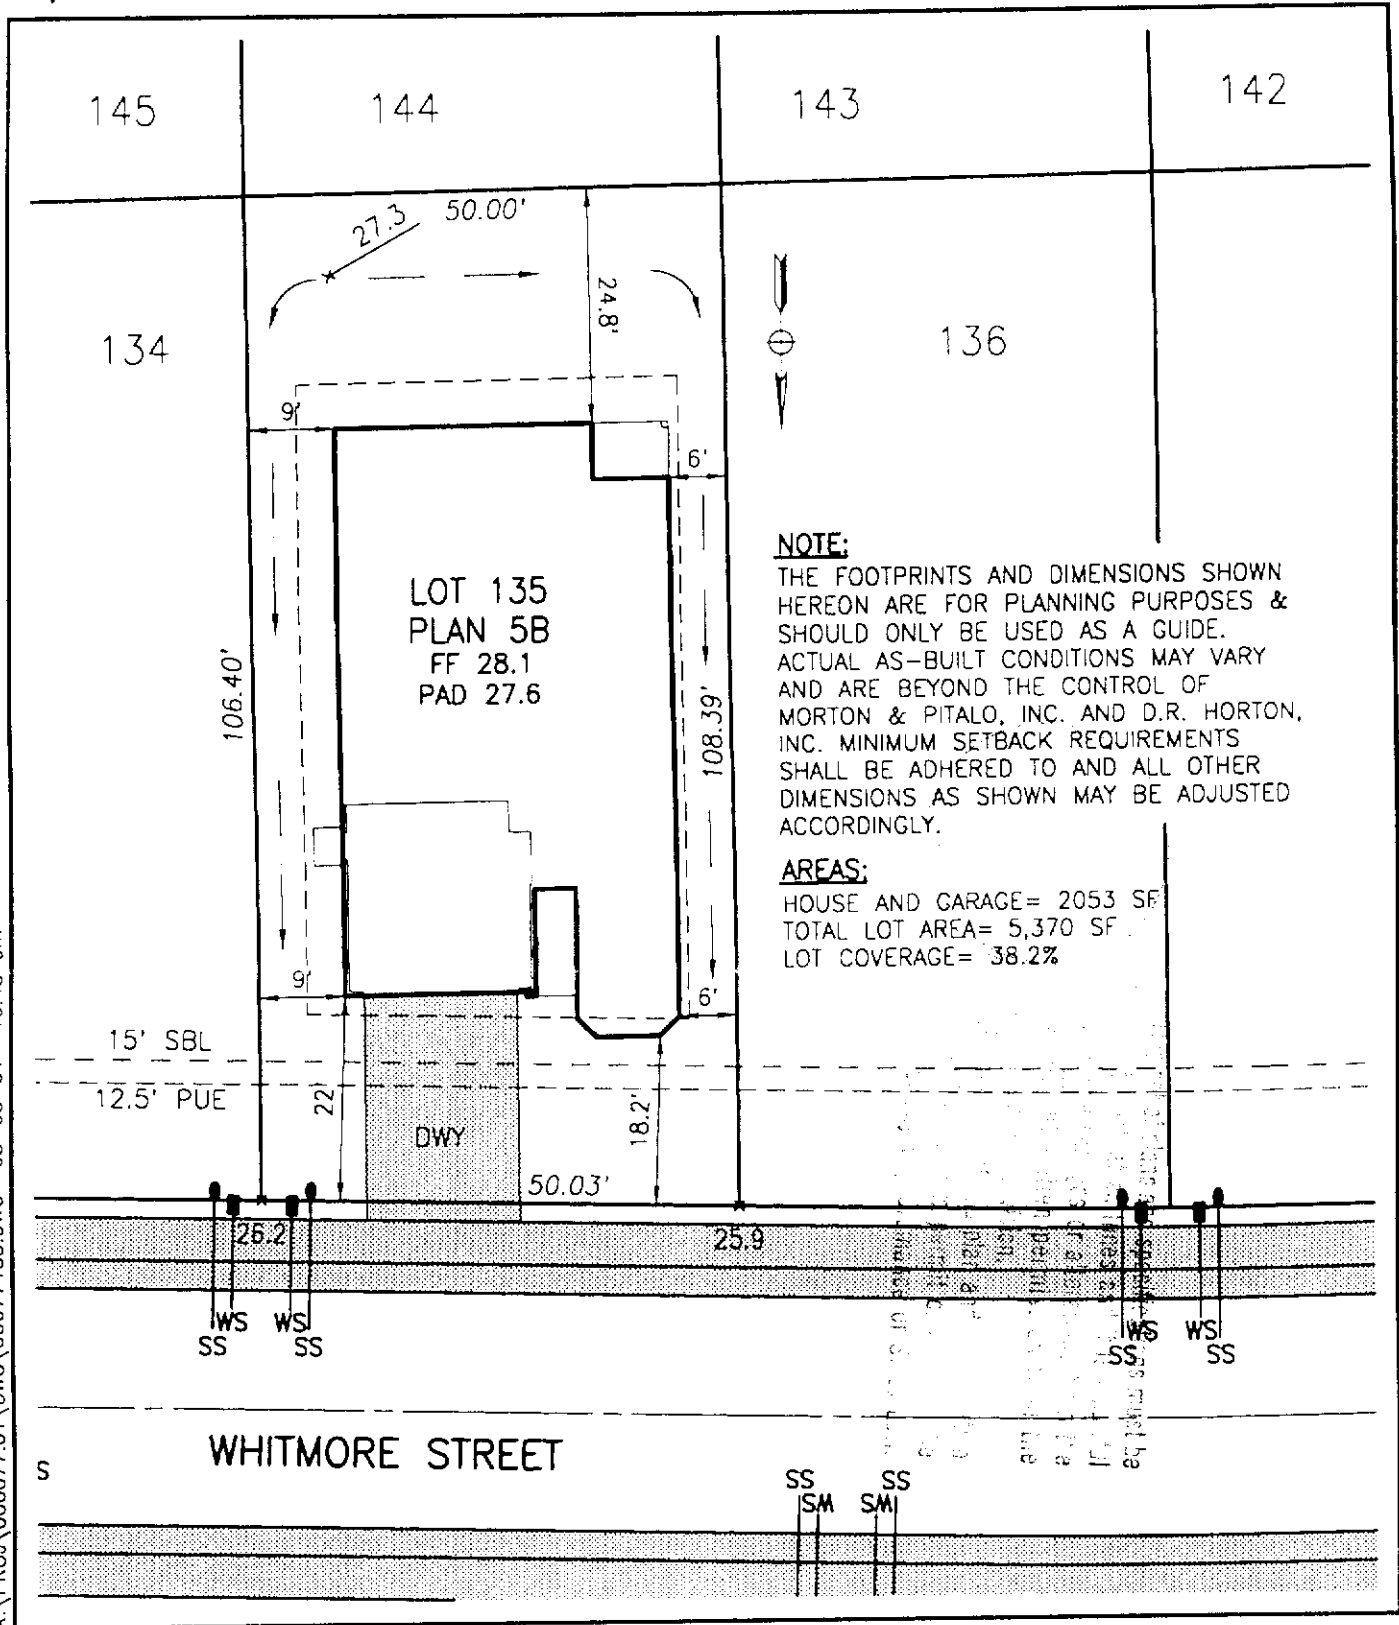 145
144
143
142
27.3
50.00'
24.8'
134
136
9'
6'
LOT 135
PLAN 5B
FF 28.1
PAD 27.6
106.40'
108.39'
NOTE:
THE FOOTPRINTS AND DIMENSIONS SHOWN
HEREON ARE FOR PLANNING PURPOSES &
SHOULD ONLY BE USED AS A GUIDE.
ACTUAL AS-BUILT CONDITIONS MAY VARY
AND ARE BEYOND THE CONTROL OF
MORTON & PITALO, INC. AND D.R. HORTON,
INC. MINIMUM SETBACK REQUIREMENTS
SHALL BE ADHERED TO AND ALL OTHER
DIMENSIONS AS SHOWN MAY BE ADJUSTED
ACCORDINGLY.
AREAS:
HOUSE AND GARAGE= 2053 SF
TOTAL LOT AREA= 5,370 SF
LOT COVERAGE= 38.2%
9'
6'
15' SBL
12.5' PUE
22'
DWY
18.2'
50.03'
26.2
25.9
WS WS
SS SS
WS WS
SS SS
WHITMORE STREET
S
SS SS
SM SM
must be